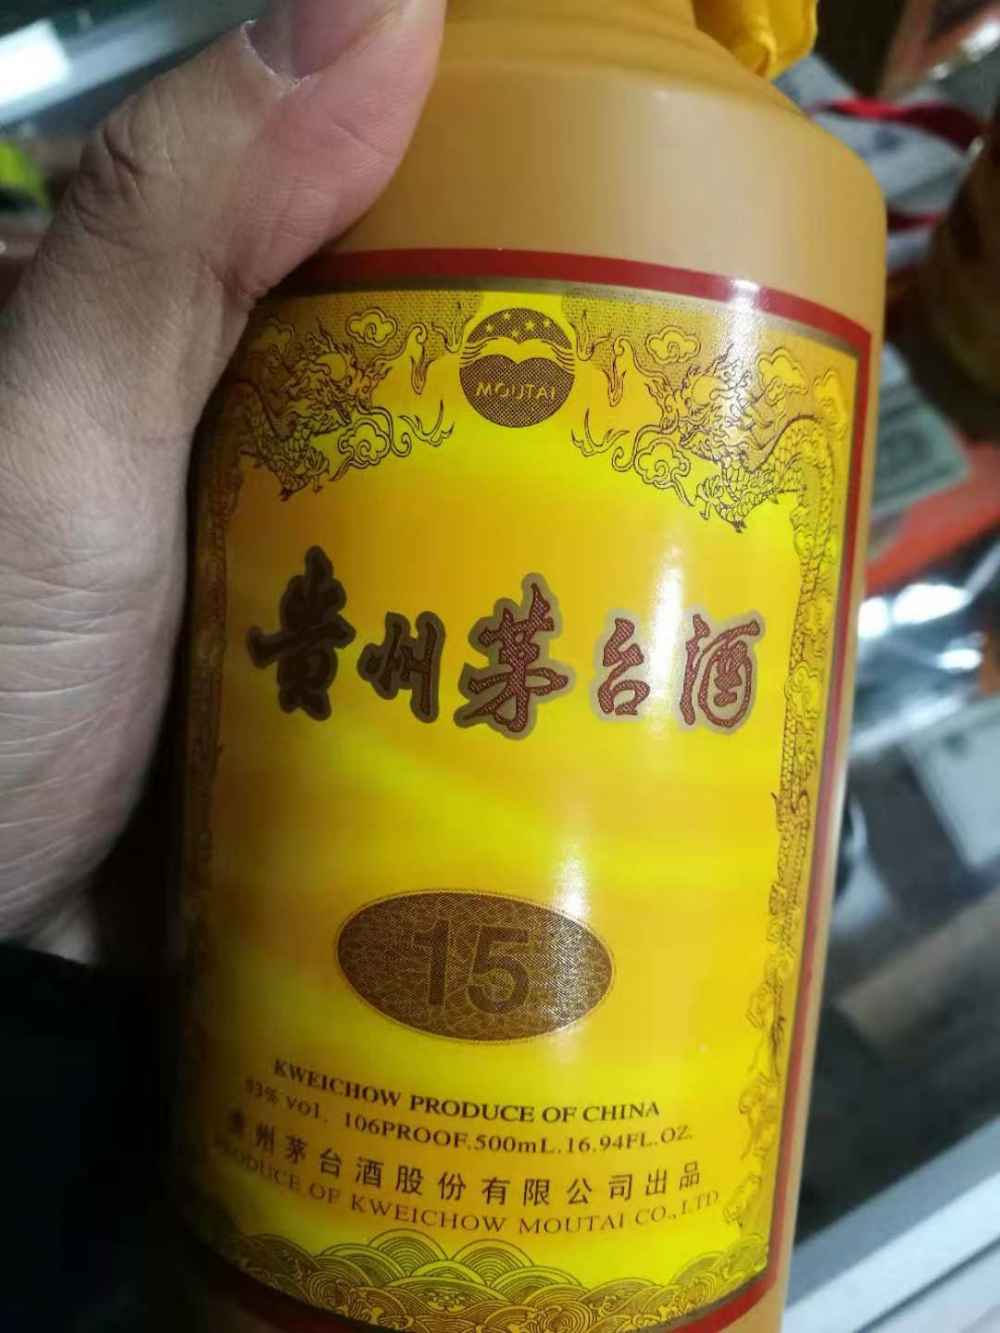 MOUTAI
贵州茅台酒
15
KWEICHOW PRODUCE OF CHINA
53% vol. 106PROOF.500mL.16.94FL.OZ.
贵州茅台酒股份有限公司出品
PRODUCE OF KWEICHOW MOUTAI CO., LTD